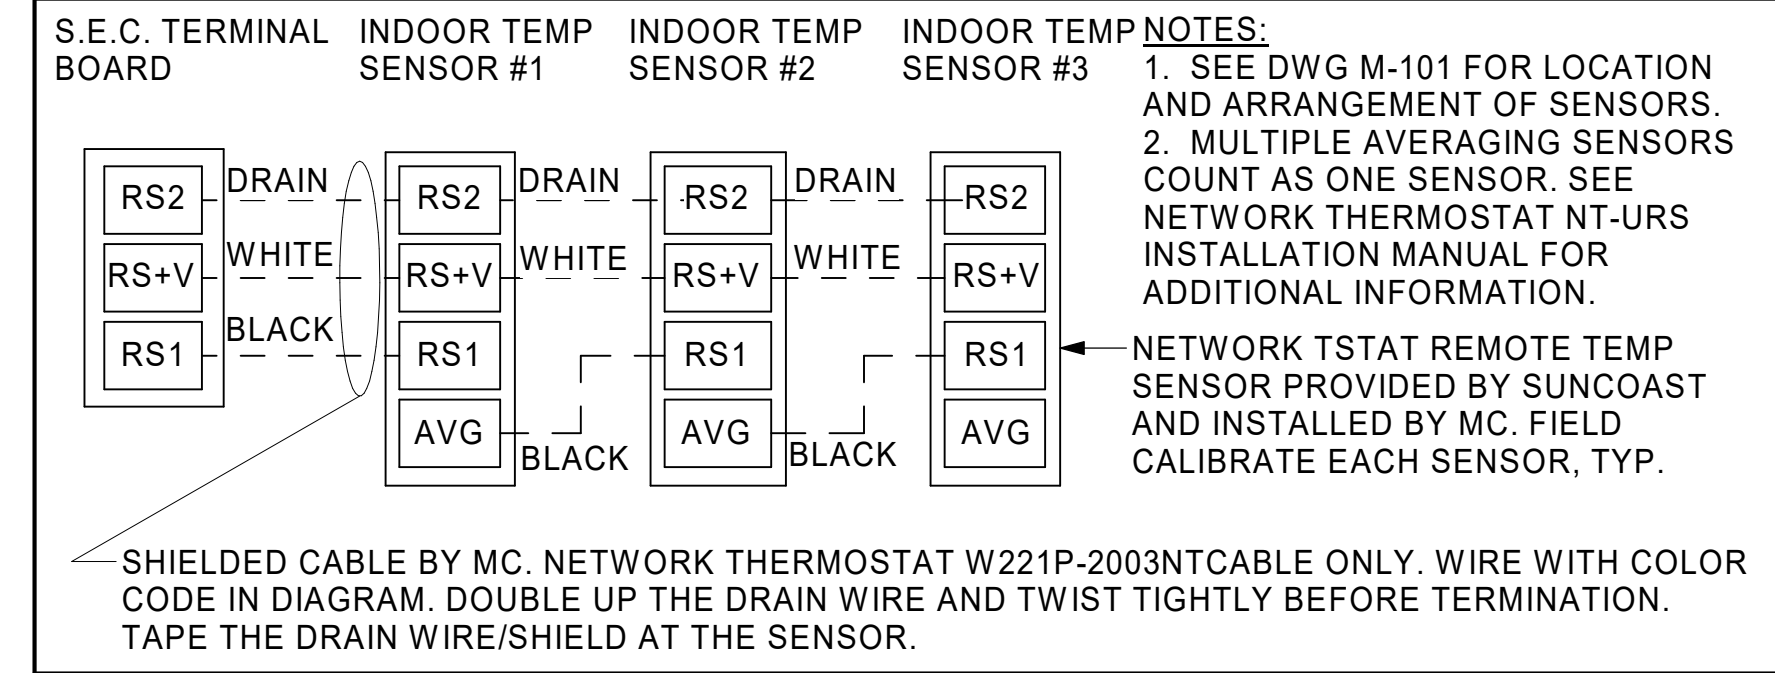 S.E.C. TERMINAL
BOARD
INDOOR TEMP
SENSOR #1
INDOOR TEMP
SENSOR #2
INDOOR TEMP
SENSOR #3
NOTES:
1. SEE DWG M-101 FOR LOCATION
AND ARRANGEMENT OF SENSORS.
2. MULTIPLE AVERAGING SENSORS
COUNT AS ONE SENSOR. SEE
NETWORK THERMOSTAT NT-URS
INSTALLATION MANUAL FOR
ADDITIONAL INFORMATION.
RS2
DRAIN
RS2
DRAIN
RS2
DRAIN
RS2
RS+V
WHITE
RS+V
WHITE
RS+V
WHITE
RS+V
RS1
BLACK
RS1
RS1
RS1
AVG
BLACK
AVG
BLACK
AVG
NETWORK TSTAT REMOTE TEMP
SENSOR PROVIDED BY SUNCOAST
AND INSTALLED BY MC. FIELD
CALIBRATE EACH SENSOR, TYP.
SHIELDED CABLE BY MC. NETWORK THERMOSTAT W221P-2003NTCABLE ONLY. WIRE WITH COLOR
CODE IN DIAGRAM. DOUBLE UP THE DRAIN WIRE AND TWIST TIGHTLY BEFORE TERMINATION.
TAPE THE DRAIN WIRE/SHIELD AT THE SENSOR.